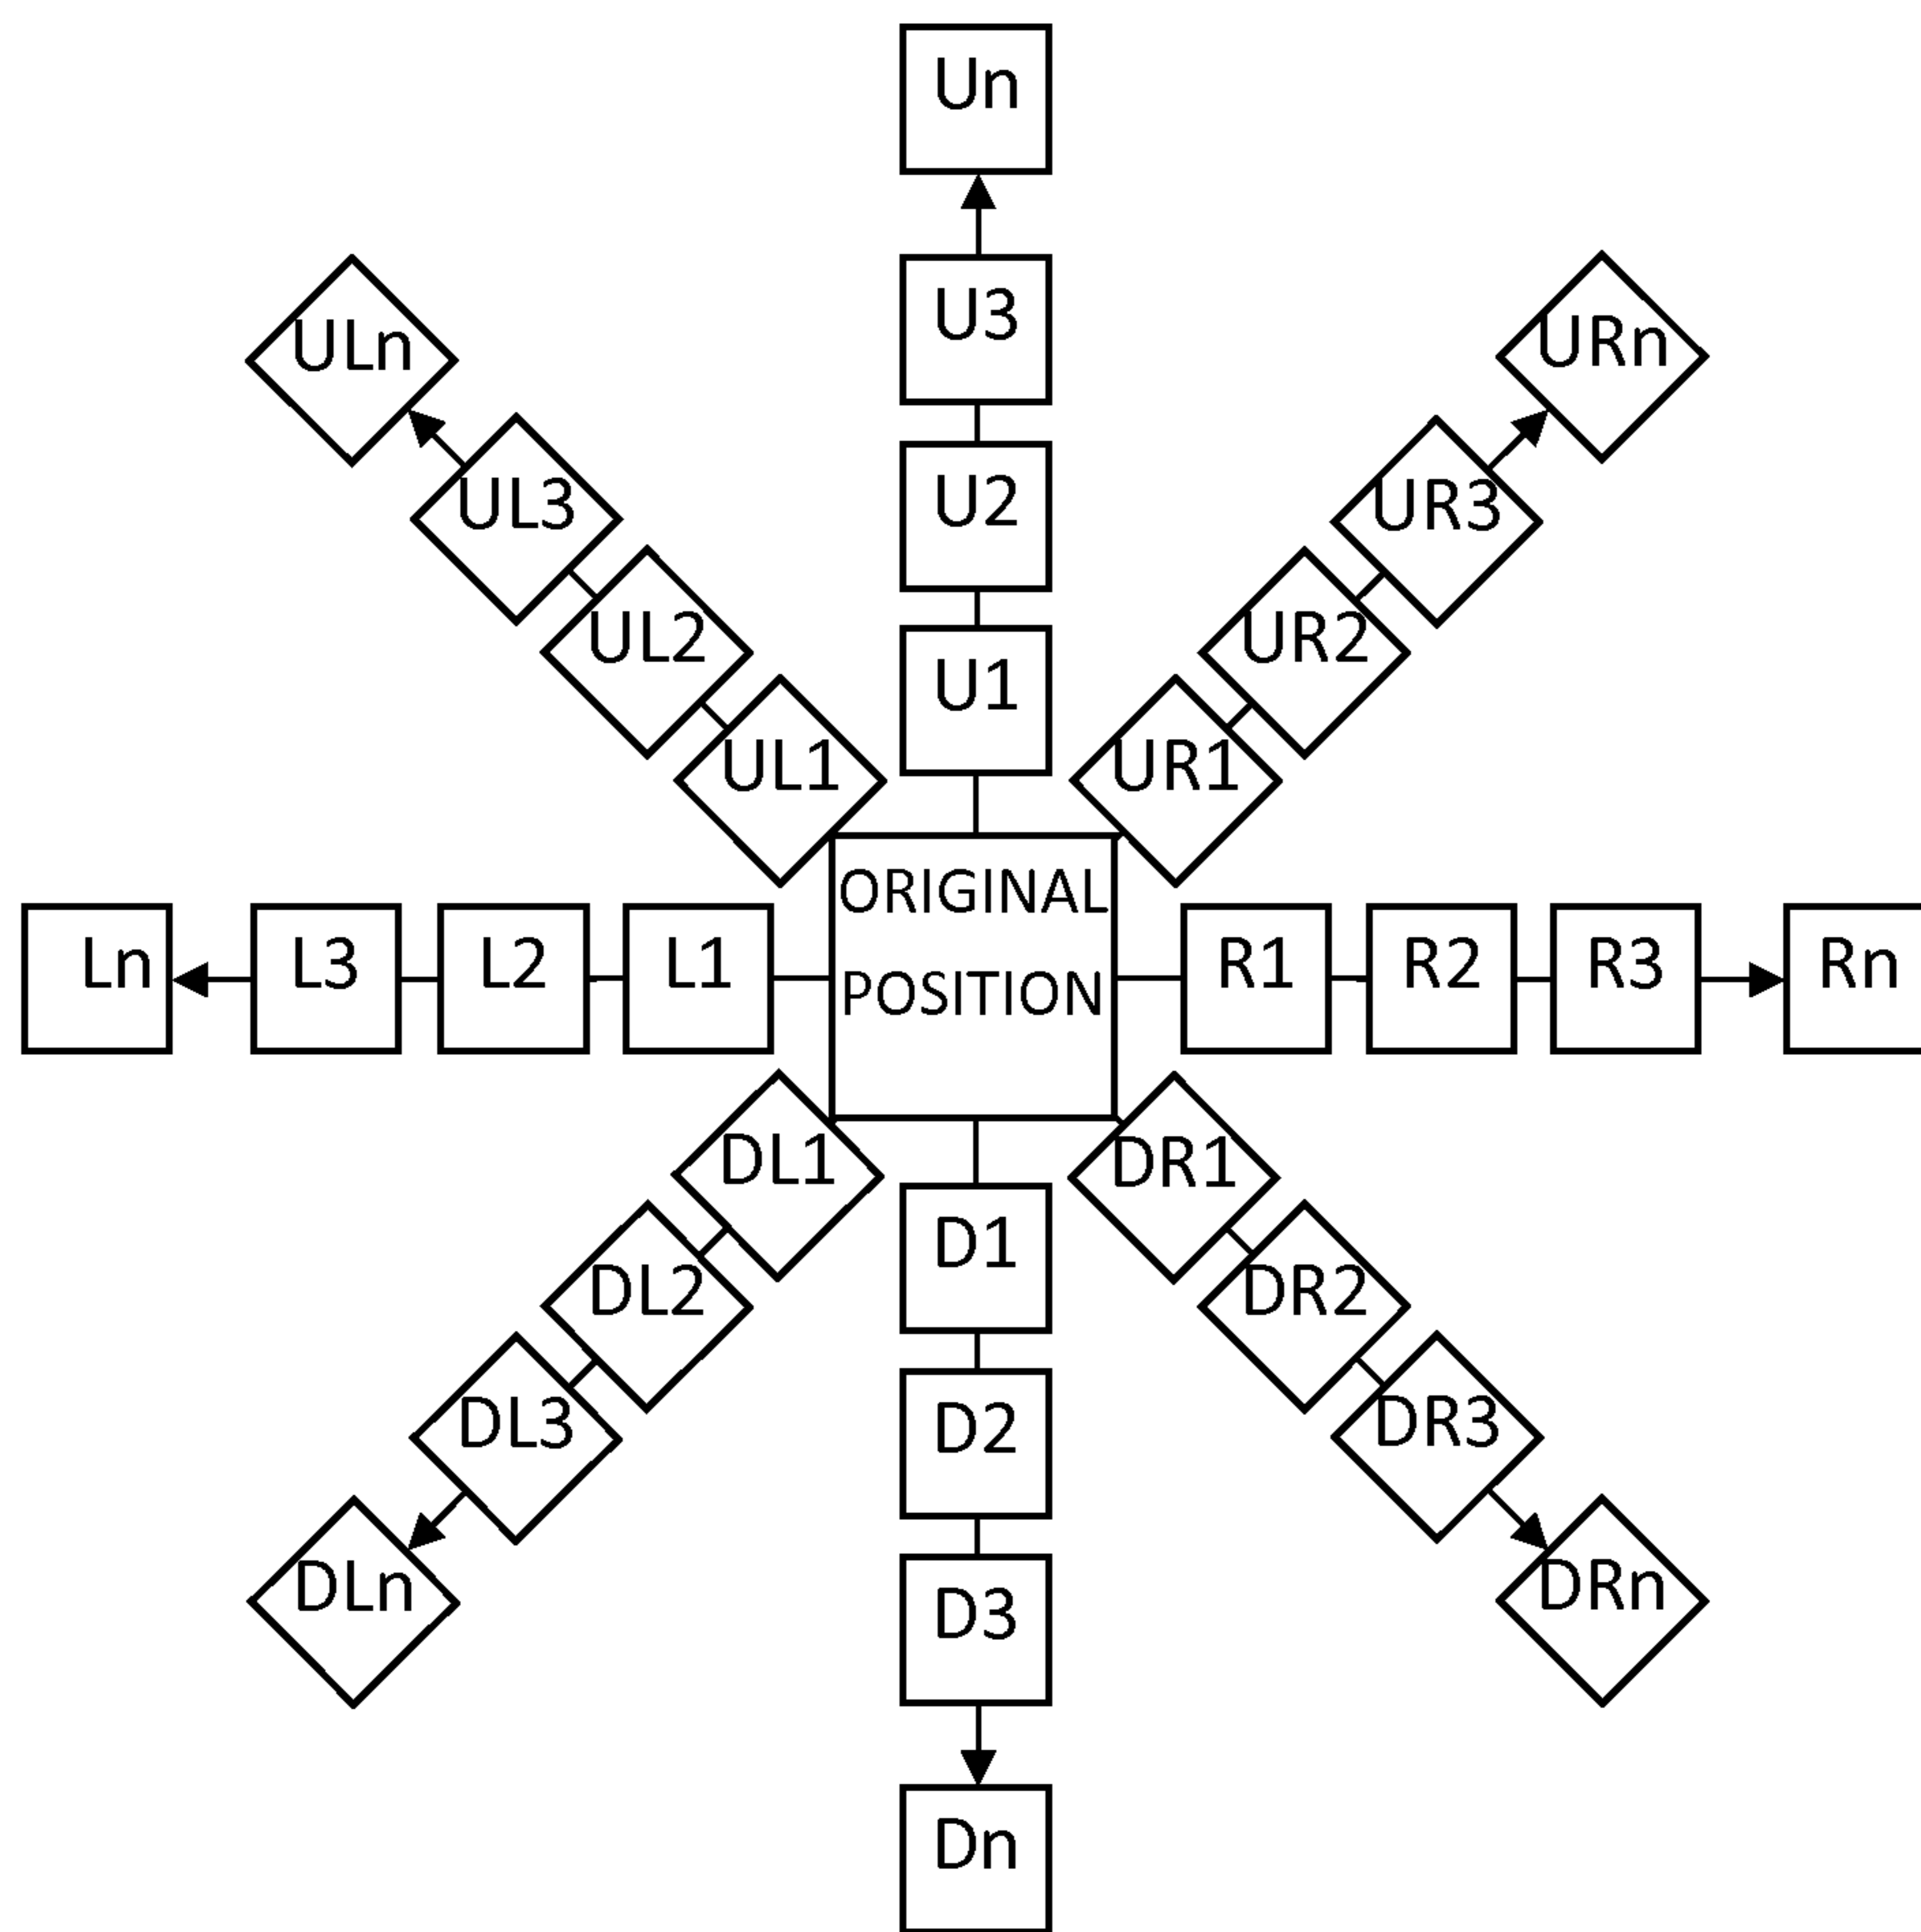 Un
U3
ULn
URn
UL3
U2
UR3
UL2
UR2
U1
UL1
UR1
ORIGINAL
POSITION
Ln
L3
L2
L1
R1
R2
R3
Rn
DL1
DR1
D1
DL2
DR2
DL3
D2
DR3
DLn
D3
DRn
Dn